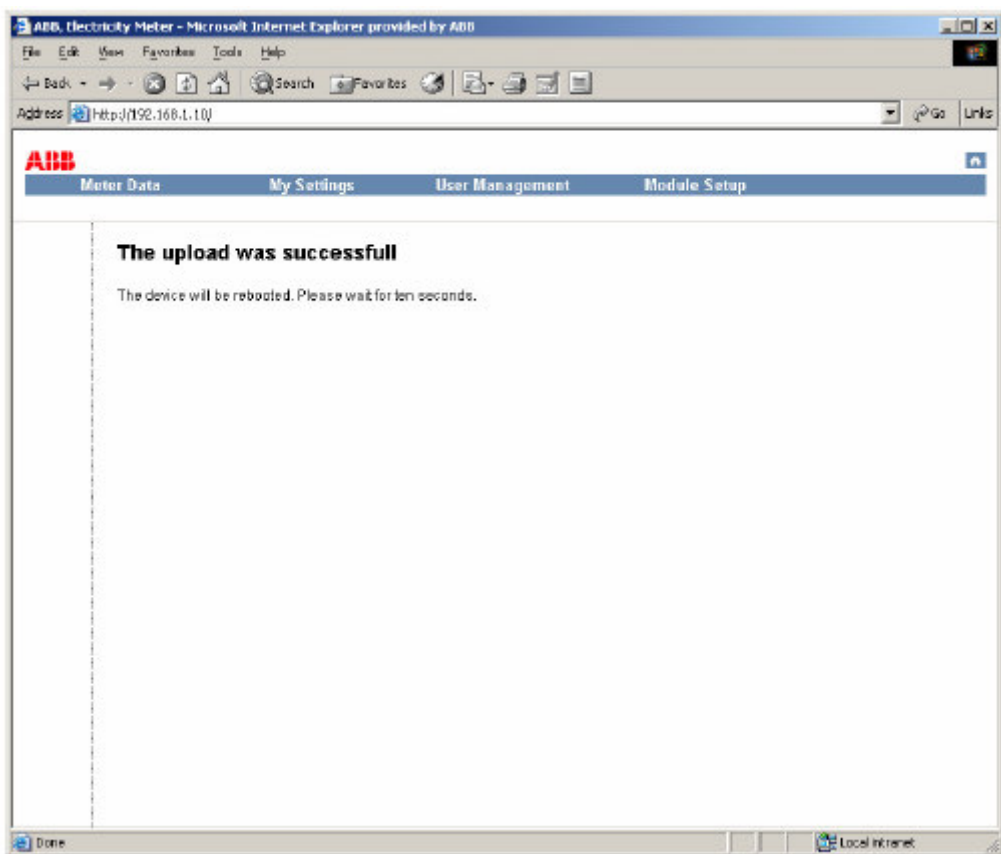 ABB, Electricity Meter - Microsoft Internet Explorer provided by ABB
File Edit View Favorites Tools Help
Back Search Favorites
Address http://192.168.1.10/ Go Links
ABB
Meter Data My Settings User Management Module Setup
The upload was successfull
The device will be rebooted. Please wait for ten seconds.
Done Local intranet